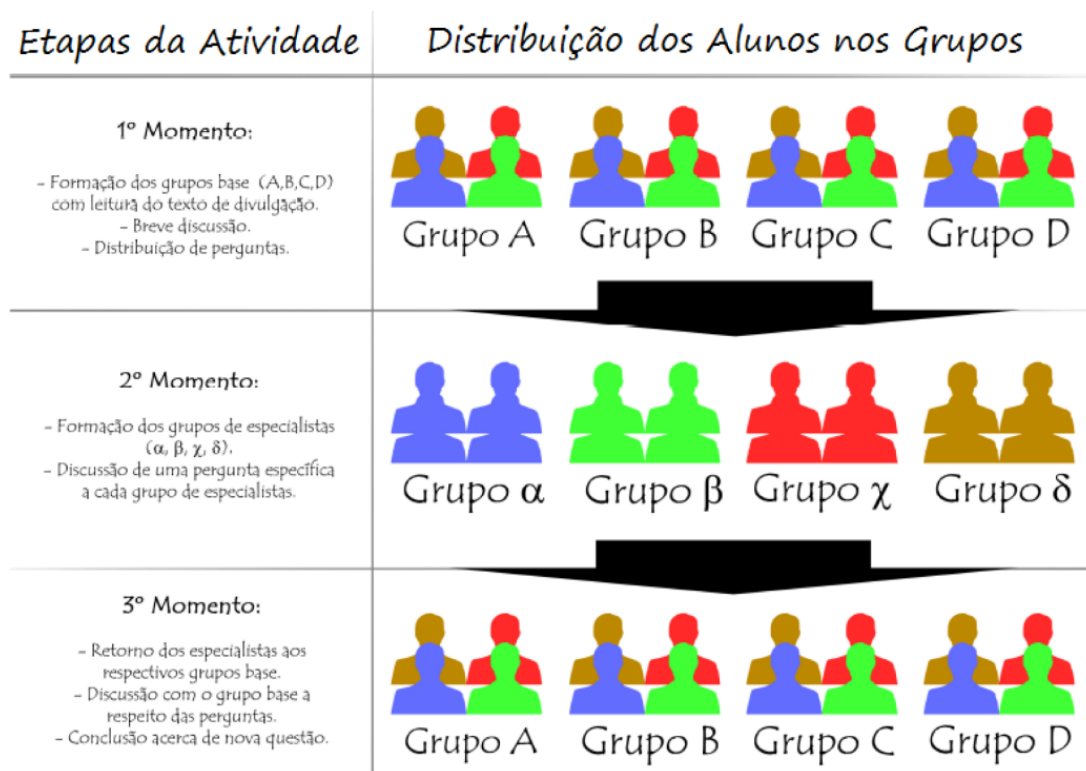 Etapas da Atividade
Distribuição dos Alunos nos Grupos
1º Momento:
- Formação dos grupos base (A,B,C,D)
com leitura do texto de divulgação.
- Breve discussão.
- Distribuição de perguntas.
Grupo A
Grupo B
Grupo C
Grupo D
2º Momento:
- Formação dos grupos de especialistas
(α, β, χ, δ).
- Discussão de uma pergunta específica
a cada grupo de especialistas.
Grupo α
Grupo β
Grupo χ
Grupo δ
3º Momento:
- Retorno dos especialistas aos
respectivos grupos base.
- Discussão com o grupo base a
respeito das perguntas.
- Conclusão acerca de nova questão.
Grupo A
Grupo B
Grupo C
Grupo D